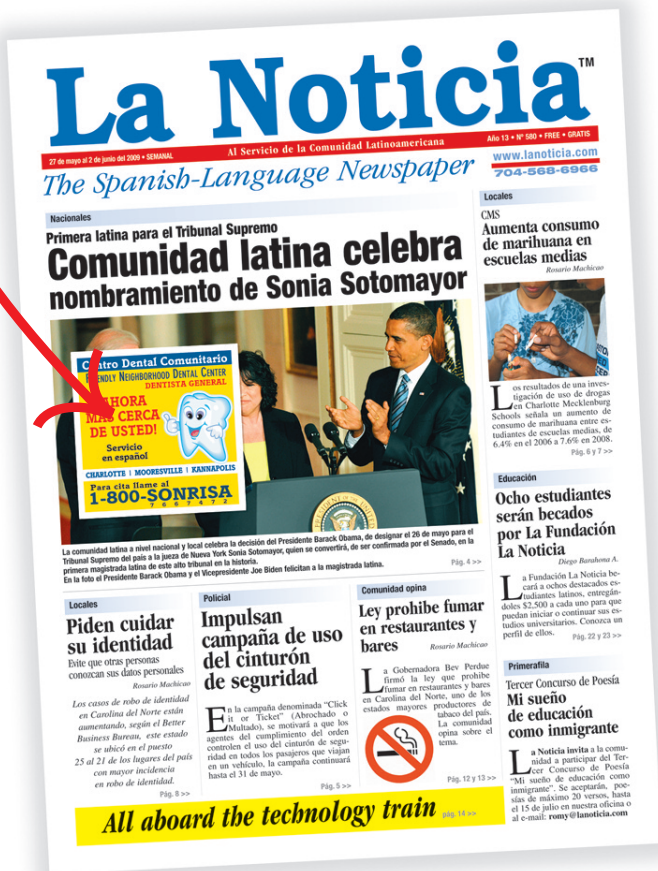 La Noticia™
27 de mayo al 2 de junio del 2009 • SEMANAL
Al Servicio de la Comunidad Latinoamericana
Año 13 • Nº 580 • FREE • GRATIS
The Spanish-Language Newspaper
www.lanoticia.com
704-568-6966
Nacionales
Primera latina para el Tribunal Supremo
Comunidad latina celebra
nombramiento de Sonia Sotomayor
Centro Dental Comunitario
FRIENDLY NEIGHBORHOOD DENTAL CENTER
DENTISTA GENERAL
¡AHORA
MÁS CERCA
DE USTED!
Servicio
en español
CHARLOTTE | MOORESVILLE | KANNAPOLIS
Para cita llame al
1-800-SONRISA
7 6 6 7 4 7 2
La comunidad latina a nivel nacional y local celebra la decisión del Presidente Barack Obama, de designar el 26 de mayo para el
Tribunal Supremo del país a la jueza de Nueva York Sonia Sotomayor, quien se convertirá, de ser confirmada por el Senado, en la
primera magistrada latina de este alto tribunal en la historia.
En la foto el Presidente Barack Obama y el Vicepresidente Joe Biden felicitan a la magistrada latina.
Pág. 4 >>
Locales
CMS
Aumenta consumo
de marihuana en
escuelas medias
Rosario Machicao
Los resultados de una inves-
tigación de uso de drogas
en Charlotte Mecklenburg
Schools señala un aumento de
consumo de marihuana entre es-
tudiantes de escuelas medias, de
6.4% en el 2006 a 7.6% en 2008.
Pág. 6 y 7 >>
Educación
Ocho estudiantes
serán becados
por La Fundación
La Noticia
Diego Barahona A.
La Fundación La Noticia be-
cará a ochos destacados es-
tudiantes latinos, entregán-
doles $2,500 a cada uno para que
puedan iniciar o continuar sus es-
tudios universitarios. Conozca un
perfil de ellos.
Pág. 22 y 23 >>
Primerafila
Tercer Concurso de Poesía
Mi sueño
de educación
como inmigrante
La Noticia invita a la comu-
nidad a participar del Ter-
cer Concurso de Poesía
"Mi sueño de educación como
inmigrante". Se aceptarán, poe-
sías de máximo 20 versos, hasta
el 15 de julio en nuestra oficina o
al e-mail: romy@lanoticia.com
Locales
Piden cuidar
su identidad
Evite que otras personas
conozcan sus datos personales
Rosario Machicao
Los casos de robo de identidad
en Carolina del Norte están
aumentando, según el Better
Business Bureau, este estado
se ubicó en el puesto
25 al 21 de los lugares del país
con mayor incidencia
en robo de identidad.
Pág. 8 >>
Policial
Impulsan
campaña de uso
del cinturón
de seguridad
En la campaña denominada "Click
it or Ticket" (Abrochado o
Multado), se motivará a que los
agentes del cumplimiento del orden
controlen el uso del cinturón de segu-
ridad en todos los pasajeros que viajan
en un vehículo, la campaña continuará
hasta el 31 de mayo.
Pág. 5 >>
Comunidad opina
Ley prohibe fumar
en restaurantes y
bares
Rosario Machicao
La Gobernadora Bev Perdue
firmó la ley que prohibe
fumar en restaurantes y bares
en Carolina del Norte, uno de los
estados mayores productores de
tabaco del país.
La comunidad
opina sobre el
tema.
Pág. 12 y 13 >>
All aboard the technology train pág. 14 >>